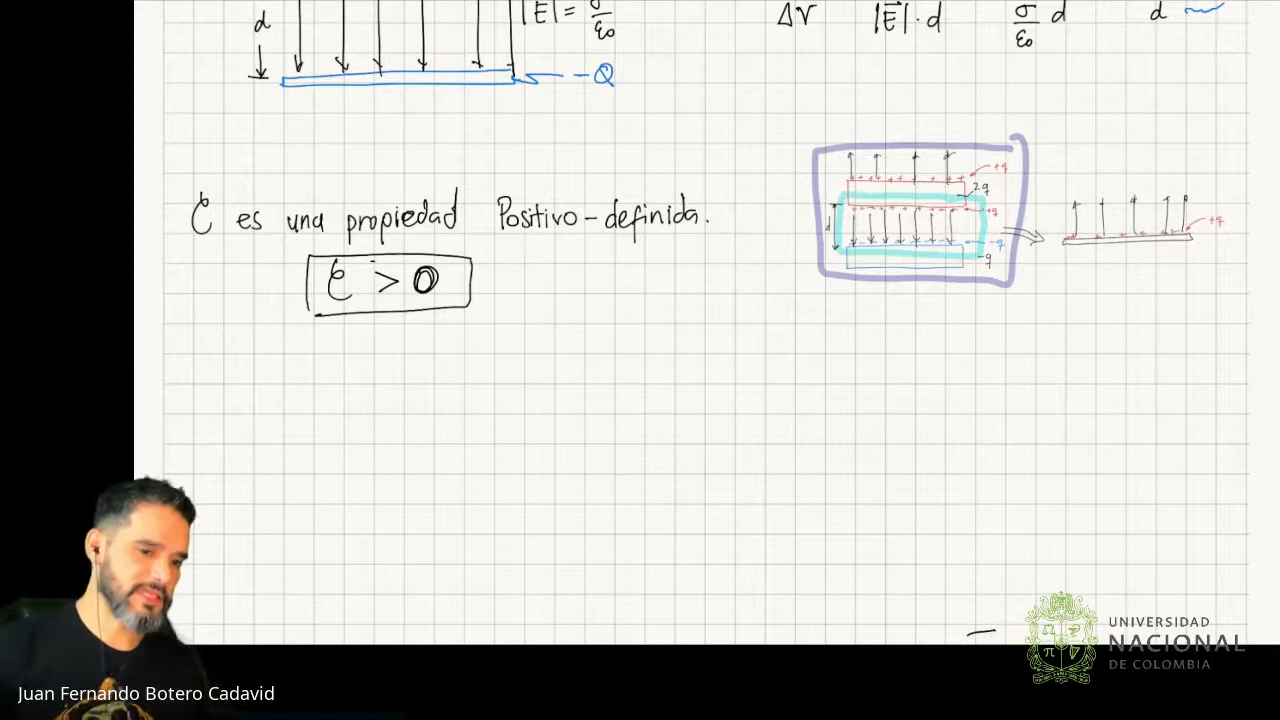 d
|E⃗| = σ/ε₀
ΔV |E⃗| · d σ/ε₀ d d
-Q
C es una propiedad Positivo-definida.
C > 0
+q
2q
+q
d
-q
-q
+q
UNIVERSIDAD
NACIONAL
DE COLOMBIA
Juan Fernando Botero Cadavid